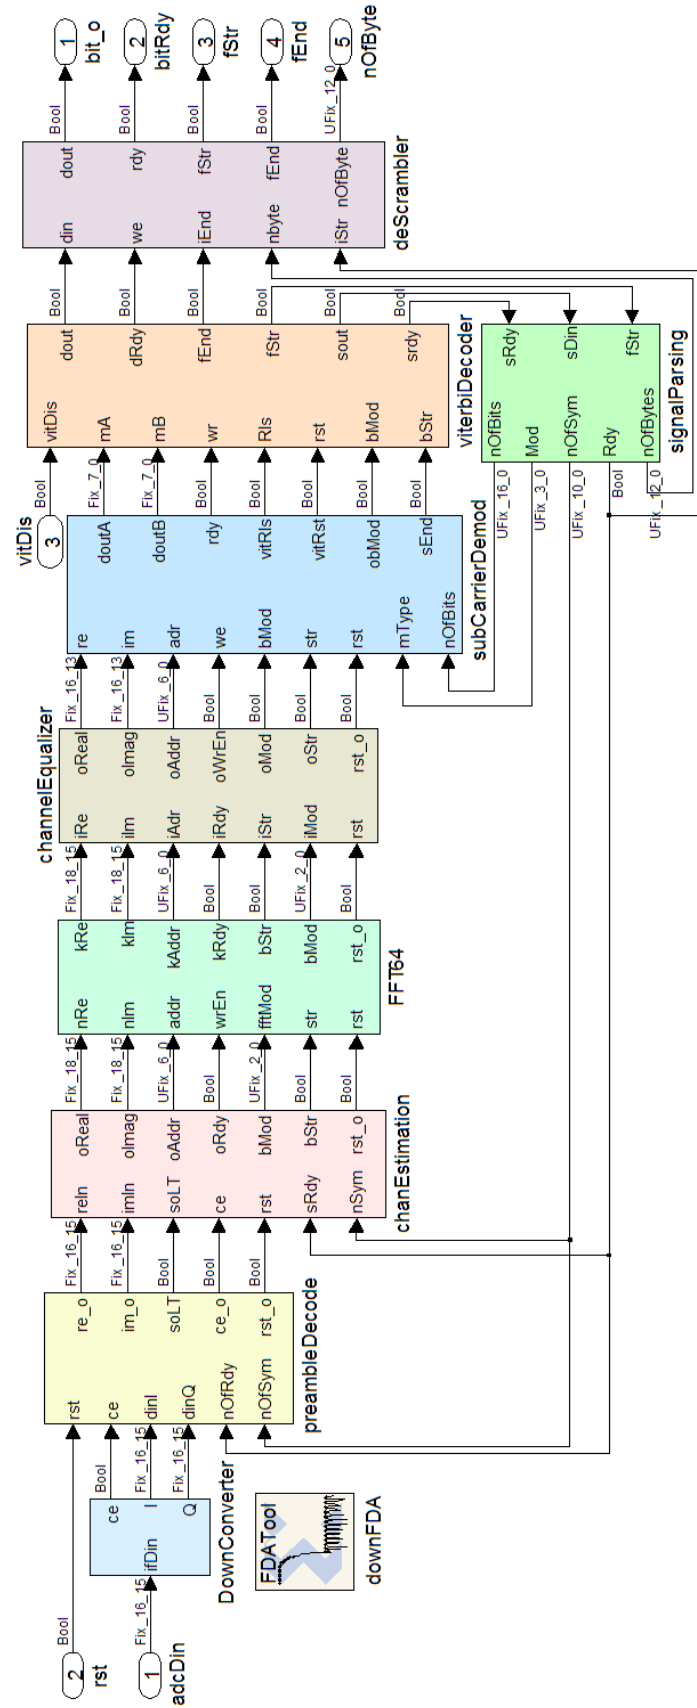 2
rst
Bool
1
adcDin
Fix_16_15
ifDin
ce
I
Q
DownConverter
Bool
Fix_16_15
Fix_16_15
FDATool
downFDA
rst
ce
dinI
dinQ
nOfRdy
nOfSym
re_o
im_o
soLT
ce_o
rst_o
preambleDecode
Fix_16_15
Fix_16_15
Bool
Bool
Bool
reIn
imIn
soLT
ce
rst
sRdy
nSym
oReal
oImag
oAddr
oRdy
bMod
bStr
rst_o
chanEstimation
Fix_18_15
Fix_18_15
UFix_6_0
Bool
UFix_2_0
Bool
Bool
nRe
nIm
addr
wrEn
fftMod
str
rst
kRe
kIm
kAddr
kRdy
bStr
bMod
rst_o
FFT64
Fix_18_15
Fix_18_15
UFix_6_0
Bool
Bool
UFix_2_0
Bool
channelEqualizer
iRe
iIm
iAdr
iRdy
iStr
iMod
rst
oReal
oImag
oAddr
oWrEn
oMod
oStr
rst_o
Fix_16_13
Fix_16_13
UFix_6_0
Bool
Bool
Bool
Bool
re
im
adr
we
bMod
str
rst
mType
nOfBits
doutA
doutB
rdy
vitRls
vitRst
obMod
sEnd
subCarrierDemod
vitDis
3
Bool
Fix_7_0
Fix_7_0
Bool
Bool
Bool
Bool
Bool
vitDis
mA
mB
wr
Rls
rst
bMod
bStr
dout
dRdy
fEnd
fStr
sout
srdy
viterbiDecoder
Bool
Bool
Bool
Bool
Bool
Bool
UFix_16_0
UFix_3_0
UFix_10_0
Bool
UFix_12_0
nOfBits
Mod
nOfSym
Rdy
nOfBytes
sRdy
sDin
fStr
signalParsing
din
we
iEnd
nbyte
iStr
dout
rdy
fStr
fEnd
nOfByte
deScrambler
Bool
Bool
Bool
Bool
UFix_12_0
1
bit_o
2
bitRdy
3
fStr
4
fEnd
5
nOfByte